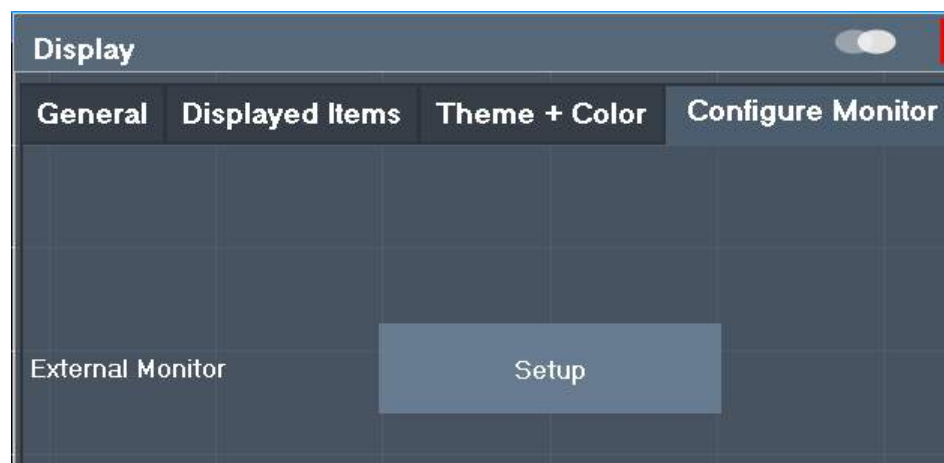 Display
General Displayed Items Theme + Color Configure Monitor
External Monitor Setup